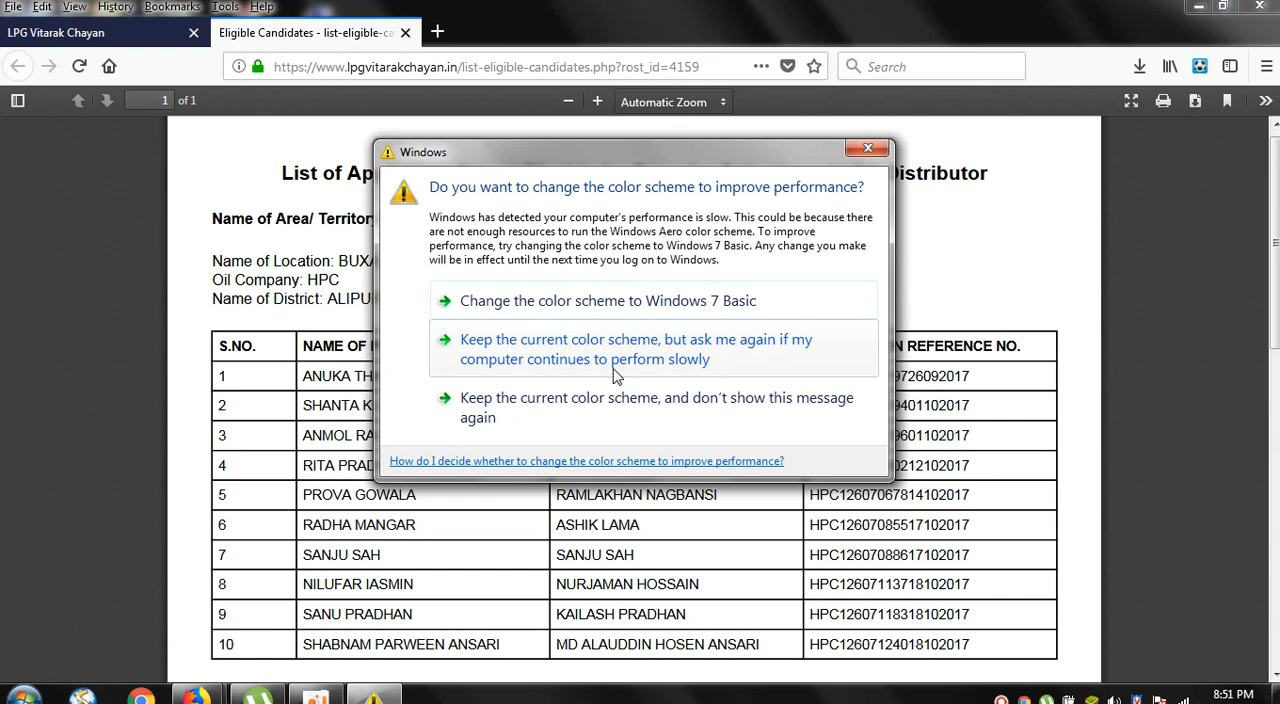 File Edit View History Bookmarks Tools Help
LPG Vitarak Chayan
Eligible Candidates - list-eligible-ca
https://www.lpgvitarakchayan.in/list-eligible-candidates.php?rost_id=4159
Search
1 of 1
Automatic Zoom
List of Ap
Distributor
Name of Area/ Territory
Name of Location: BUXA
Oil Company: HPC
Name of District: ALIPU
Windows
Do you want to change the color scheme to improve performance?
Windows has detected your computer's performance is slow. This could be because there
are not enough resources to run the Windows Aero color scheme. To improve
performance, try changing the color scheme to Windows 7 Basic. Any change you make
will be in effect until the next time you log on to Windows.
Change the color scheme to Windows 7 Basic
Keep the current color scheme, but ask me again if my
computer continues to perform slowly
Keep the current color scheme, and don't show this message
again
How do I decide whether to change the color scheme to improve performance?
S.NO. NAME OF N REFERENCE NO.
1 ANUKA TH 9726092017
2 SHANTA K 9401102017
3 ANMOL RA 9601102017
4 RITA PRAD 0212102017
5 PROVA GOWALA RAMLAKHAN NAGBANSI HPC12607067814102017
6 RADHA MANGAR ASHIK LAMA HPC12607085517102017
7 SANJU SAH SANJU SAH HPC12607088617102017
8 NILUFAR IASMIN NURJAMAN HOSSAIN HPC12607113718102017
9 SANU PRADHAN KAILASH PRADHAN HPC12607118318102017
10 SHABNAM PARWEEN ANSARI MD ALAUDDIN HOSEN ANSARI HPC12607124018102017
8:51 PM